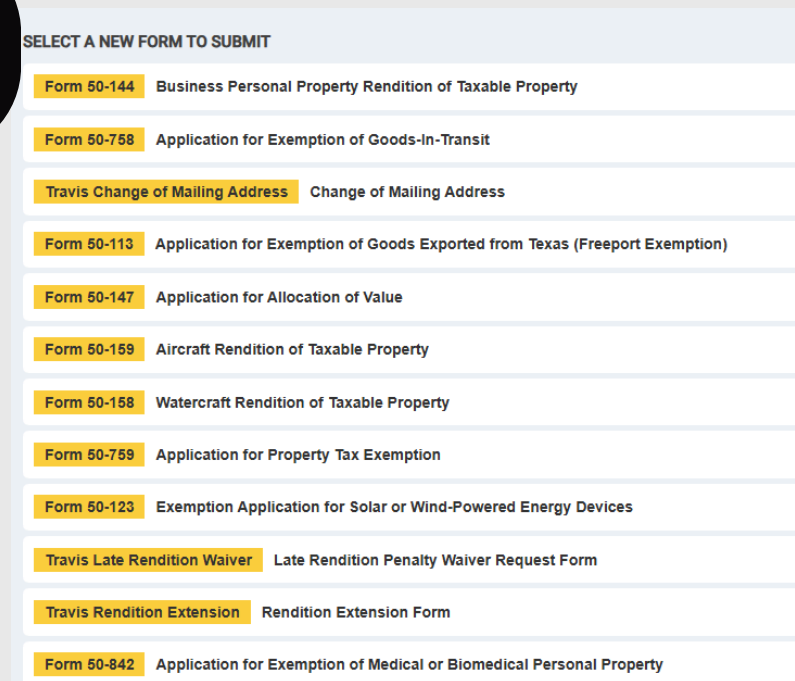 SELECT A NEW FORM TO SUBMIT
Form 50-144 Business Personal Property Rendition of Taxable Property
Form 50-758 Application for Exemption of Goods-In-Transit
Travis Change of Mailing Address Change of Mailing Address
Form 50-113 Application for Exemption of Goods Exported from Texas (Freeport Exemption)
Form 50-147 Application for Allocation of Value
Form 50-159 Aircraft Rendition of Taxable Property
Form 50-158 Watercraft Rendition of Taxable Property
Form 50-759 Application for Property Tax Exemption
Form 50-123 Exemption Application for Solar or Wind-Powered Energy Devices
Travis Late Rendition Waiver Late Rendition Penalty Waiver Request Form
Travis Rendition Extension Rendition Extension Form
Form 50-842 Application for Exemption of Medical or Biomedical Personal Property